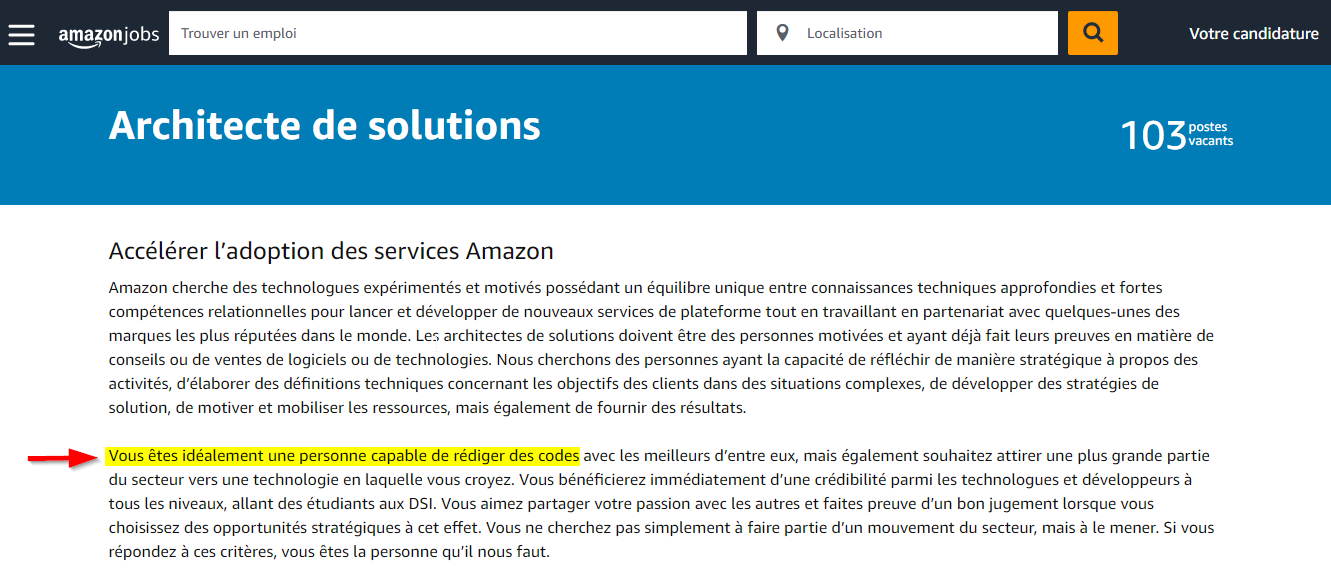 amazonjobs
Trouver un emploi
Localisation
Votre candidature
Architecte de solutions
103 postes vacants
Accélérer l’adoption des services Amazon
Amazon cherche des technologues expérimentés et motivés possédant un équilibre unique entre connaissances techniques approfondies et fortes
compétences relationnelles pour lancer et développer de nouveaux services de plateforme tout en travaillant en partenariat avec quelques-unes des
marques les plus réputées dans le monde. Les architectes de solutions doivent être des personnes motivées et ayant déjà fait leurs preuves en matière de
conseils ou de ventes de logiciels ou de technologies. Nous cherchons des personnes ayant la capacité de réfléchir de manière stratégique à propos des
activités, d’élaborer des définitions techniques concernant les objectifs des clients dans des situations complexes, de développer des stratégies de
solution, de motiver et mobiliser les ressources, mais également de fournir des résultats.
Vous êtes idéalement une personne capable de rédiger des codes avec les meilleurs d’entre eux, mais également souhaitez attirer une plus grande partie
du secteur vers une technologie en laquelle vous croyez. Vous bénéficierez immédiatement d’une crédibilité parmi les technologues et développeurs à
tous les niveaux, allant des étudiants aux DSI. Vous aimez partager votre passion avec les autres et faites preuve d’un bon jugement lorsque vous
choisissez des opportunités stratégiques à cet effet. Vous ne cherchez pas simplement à faire partie d’un mouvement du secteur, mais à le mener. Si vous
répondez à ces critères, vous êtes la personne qu’il nous faut.